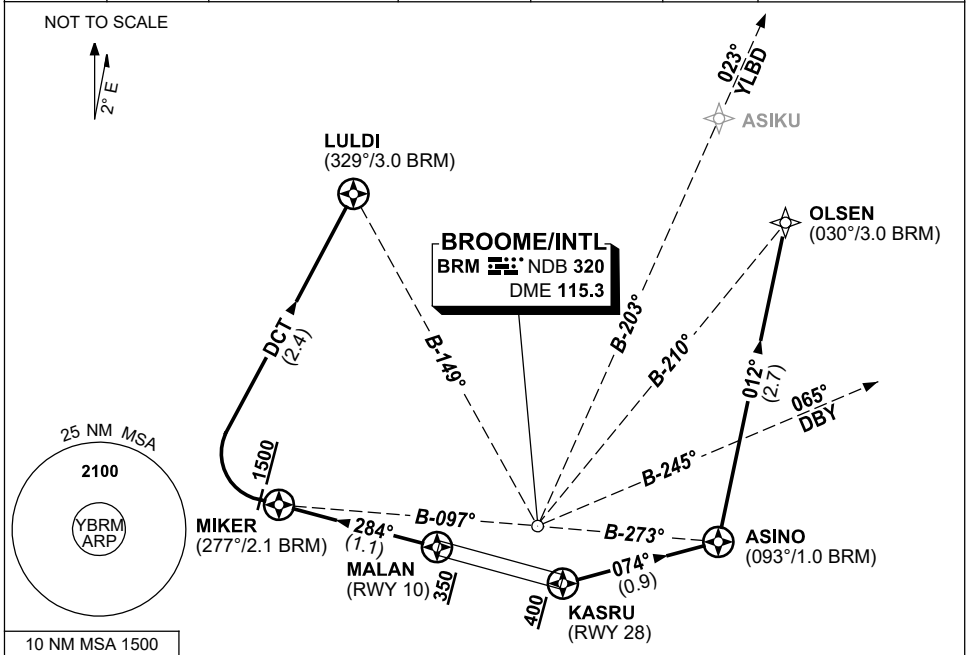 NOT TO SCALE
2° E
023°
YLBD
ASIKU
LULDI
(329°/3.0 BRM)
OLSEN
(030°/3.0 BRM)
BROOME/INTL
BRM NDB 320
DME 115.3
DCT
(2.4)
B-149°
B-203°
B-210°
012°
(2.7)
065°
DBY
B-245°
25 NM MSA
2100
YBRM
ARP
1500
MIKER
(277°/2.1 BRM)
B-097°
284°
(1.1)
B-273°
ASINO
(093°/1.0 BRM)
MALAN
(RWY 10)
350
074°
(0.9)
400
KASRU
(RWY 28)
10 NM MSA 1500